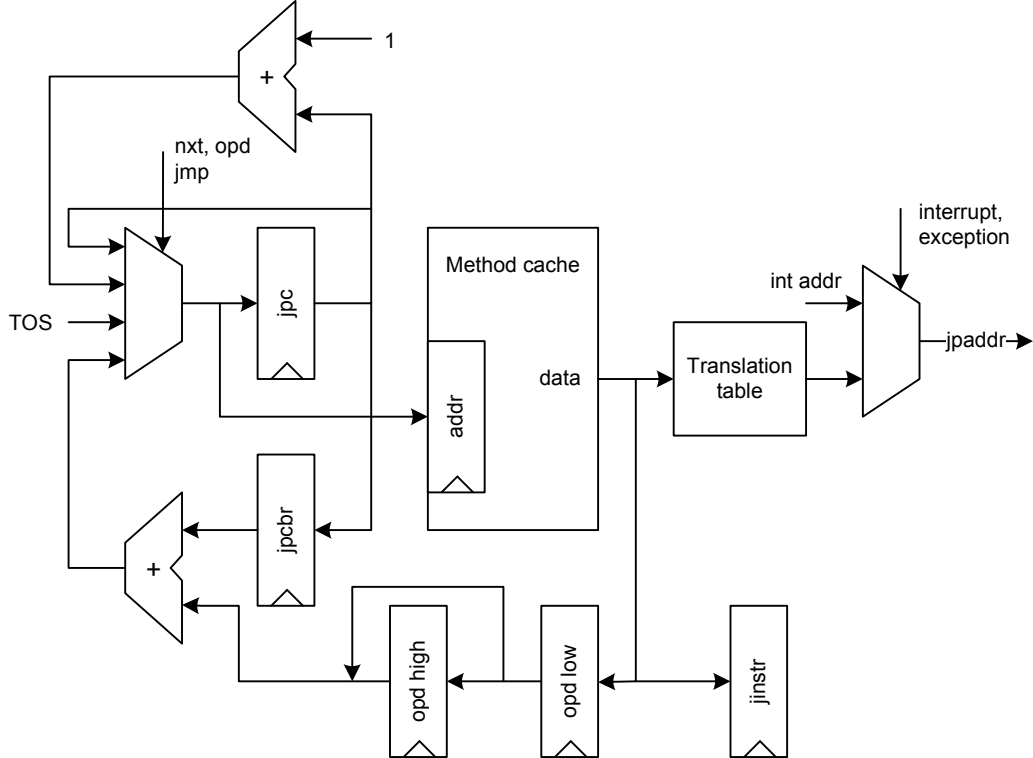 1
+
nxt, opd
jmp
interrupt,
exception
Method cache
int addr
jpc
TOS
jpaddr
Translation
table
data
addr
jpcbr
+
opd high
opd low
jinstr